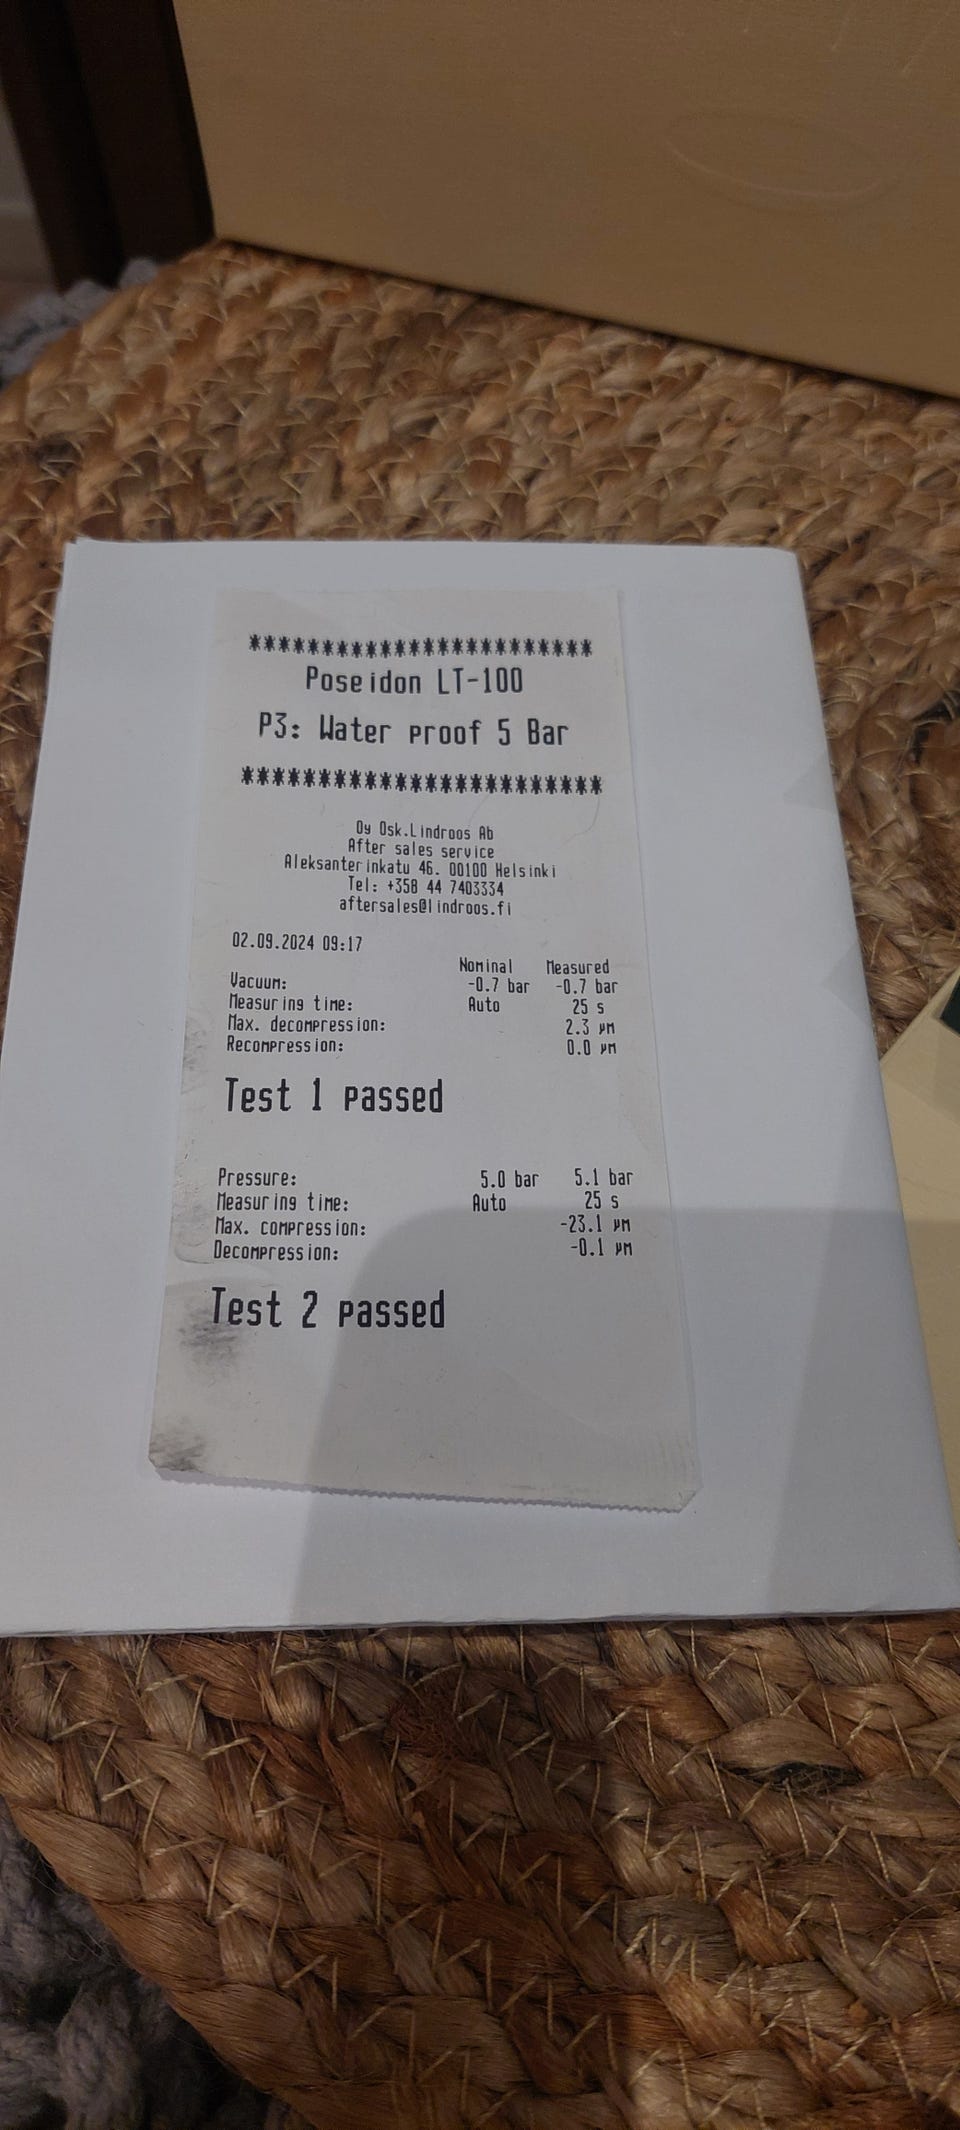 ************************
Poseidon LT-100
P3: Water proof 5 Bar
************************
Oy Osk.Lindroos Ab
After sales service
Aleksanterinkatu 46. 00100 Helsinki
Tel: +358 44 7403334
aftersales@lindroos.fi
02.09.2024 09:17
Nominal Measured
Vacuum: -0.7 bar -0.7 bar
Measuring time: Auto 25 s
Max. decompression: 2.3 µm
Recompression: 0.0 µm
Test 1 passed
Pressure: 5.0 bar 5.1 bar
Measuring time: Auto 25 s
Max. compression: -23.1 µm
Decompression: -0.1 µm
Test 2 passed